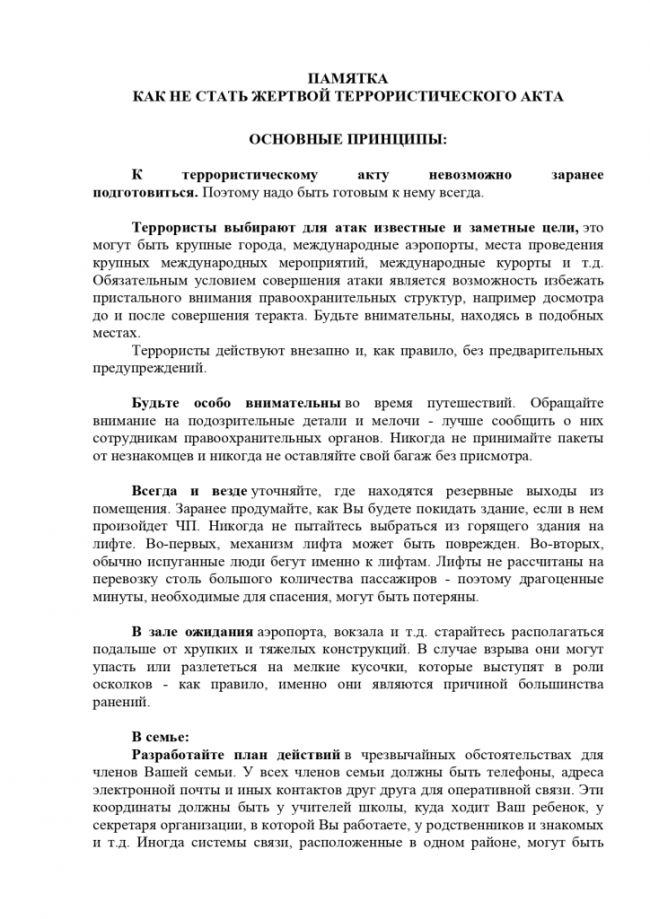 ПАМЯТКА
КАК НЕ СТАТЬ ЖЕРТВОЙ ТЕРРОРИСТИЧЕСКОГО АКТА
ОСНОВНЫЕ ПРИНЦИПЫ:
К террористическому акту невозможно заранее
подготовиться. Поэтому надо быть готовым к нему всегда.
Террористы выбирают для атак известные и заметные цели, это
могут быть крупные города, международные аэропорты, места проведения
крупных международных мероприятий, международные курорты и т.д.
Обязательным условием совершения атаки является возможность избежать
пристального внимания правоохранительных структур, например досмотра
до и после совершения теракта. Будьте внимательны, находясь в подобных
местах.
Террористы действуют внезапно и, как правило, без предварительных
предупреждений.
Будьте особо внимательны во время путешествий. Обращайте
внимание на подозрительные детали и мелочи - лучше сообщить о них
сотрудникам правоохранительных органов. Никогда не принимайте пакеты
от незнакомцев и никогда не оставляйте свой багаж без присмотра.
Всегда и везде уточняйте, где находятся резервные выходы из
помещения. Заранее продумайте, как Вы будете покидать здание, если в нем
произойдет ЧП. Никогда не пытайтесь выбраться из горящего здания на
лифте. Во-первых, механизм лифта может быть поврежден. Во-вторых,
обычно испуганные люди бегут именно к лифтам. Лифты не рассчитаны на
перевозку столь большого количества пассажиров - поэтому драгоценные
минуты, необходимые для спасения, могут быть потеряны.
В зале ожидания аэропорта, вокзала и т.д. старайтесь располагаться
подальше от хрупких и тяжелых конструкций. В случае взрыва они могут
упасть или разлететься на мелкие кусочки, которые выступят в роли
осколков - как правило, именно они являются причиной большинства
ранений.
В семье:
Разработайте план действий в чрезвычайных обстоятельствах для
членов Вашей семьи. У всех членов семьи должны быть телефоны, адреса
электронной почты и иных контактов друг друга для оперативной связи. Эти
координаты должны быть у учителей школы, куда ходит Ваш ребенок, у
секретаря организации, в которой Вы работаете, у родственников и знакомых
и т.д. Иногда системы связи, расположенные в одном районе, могут быть